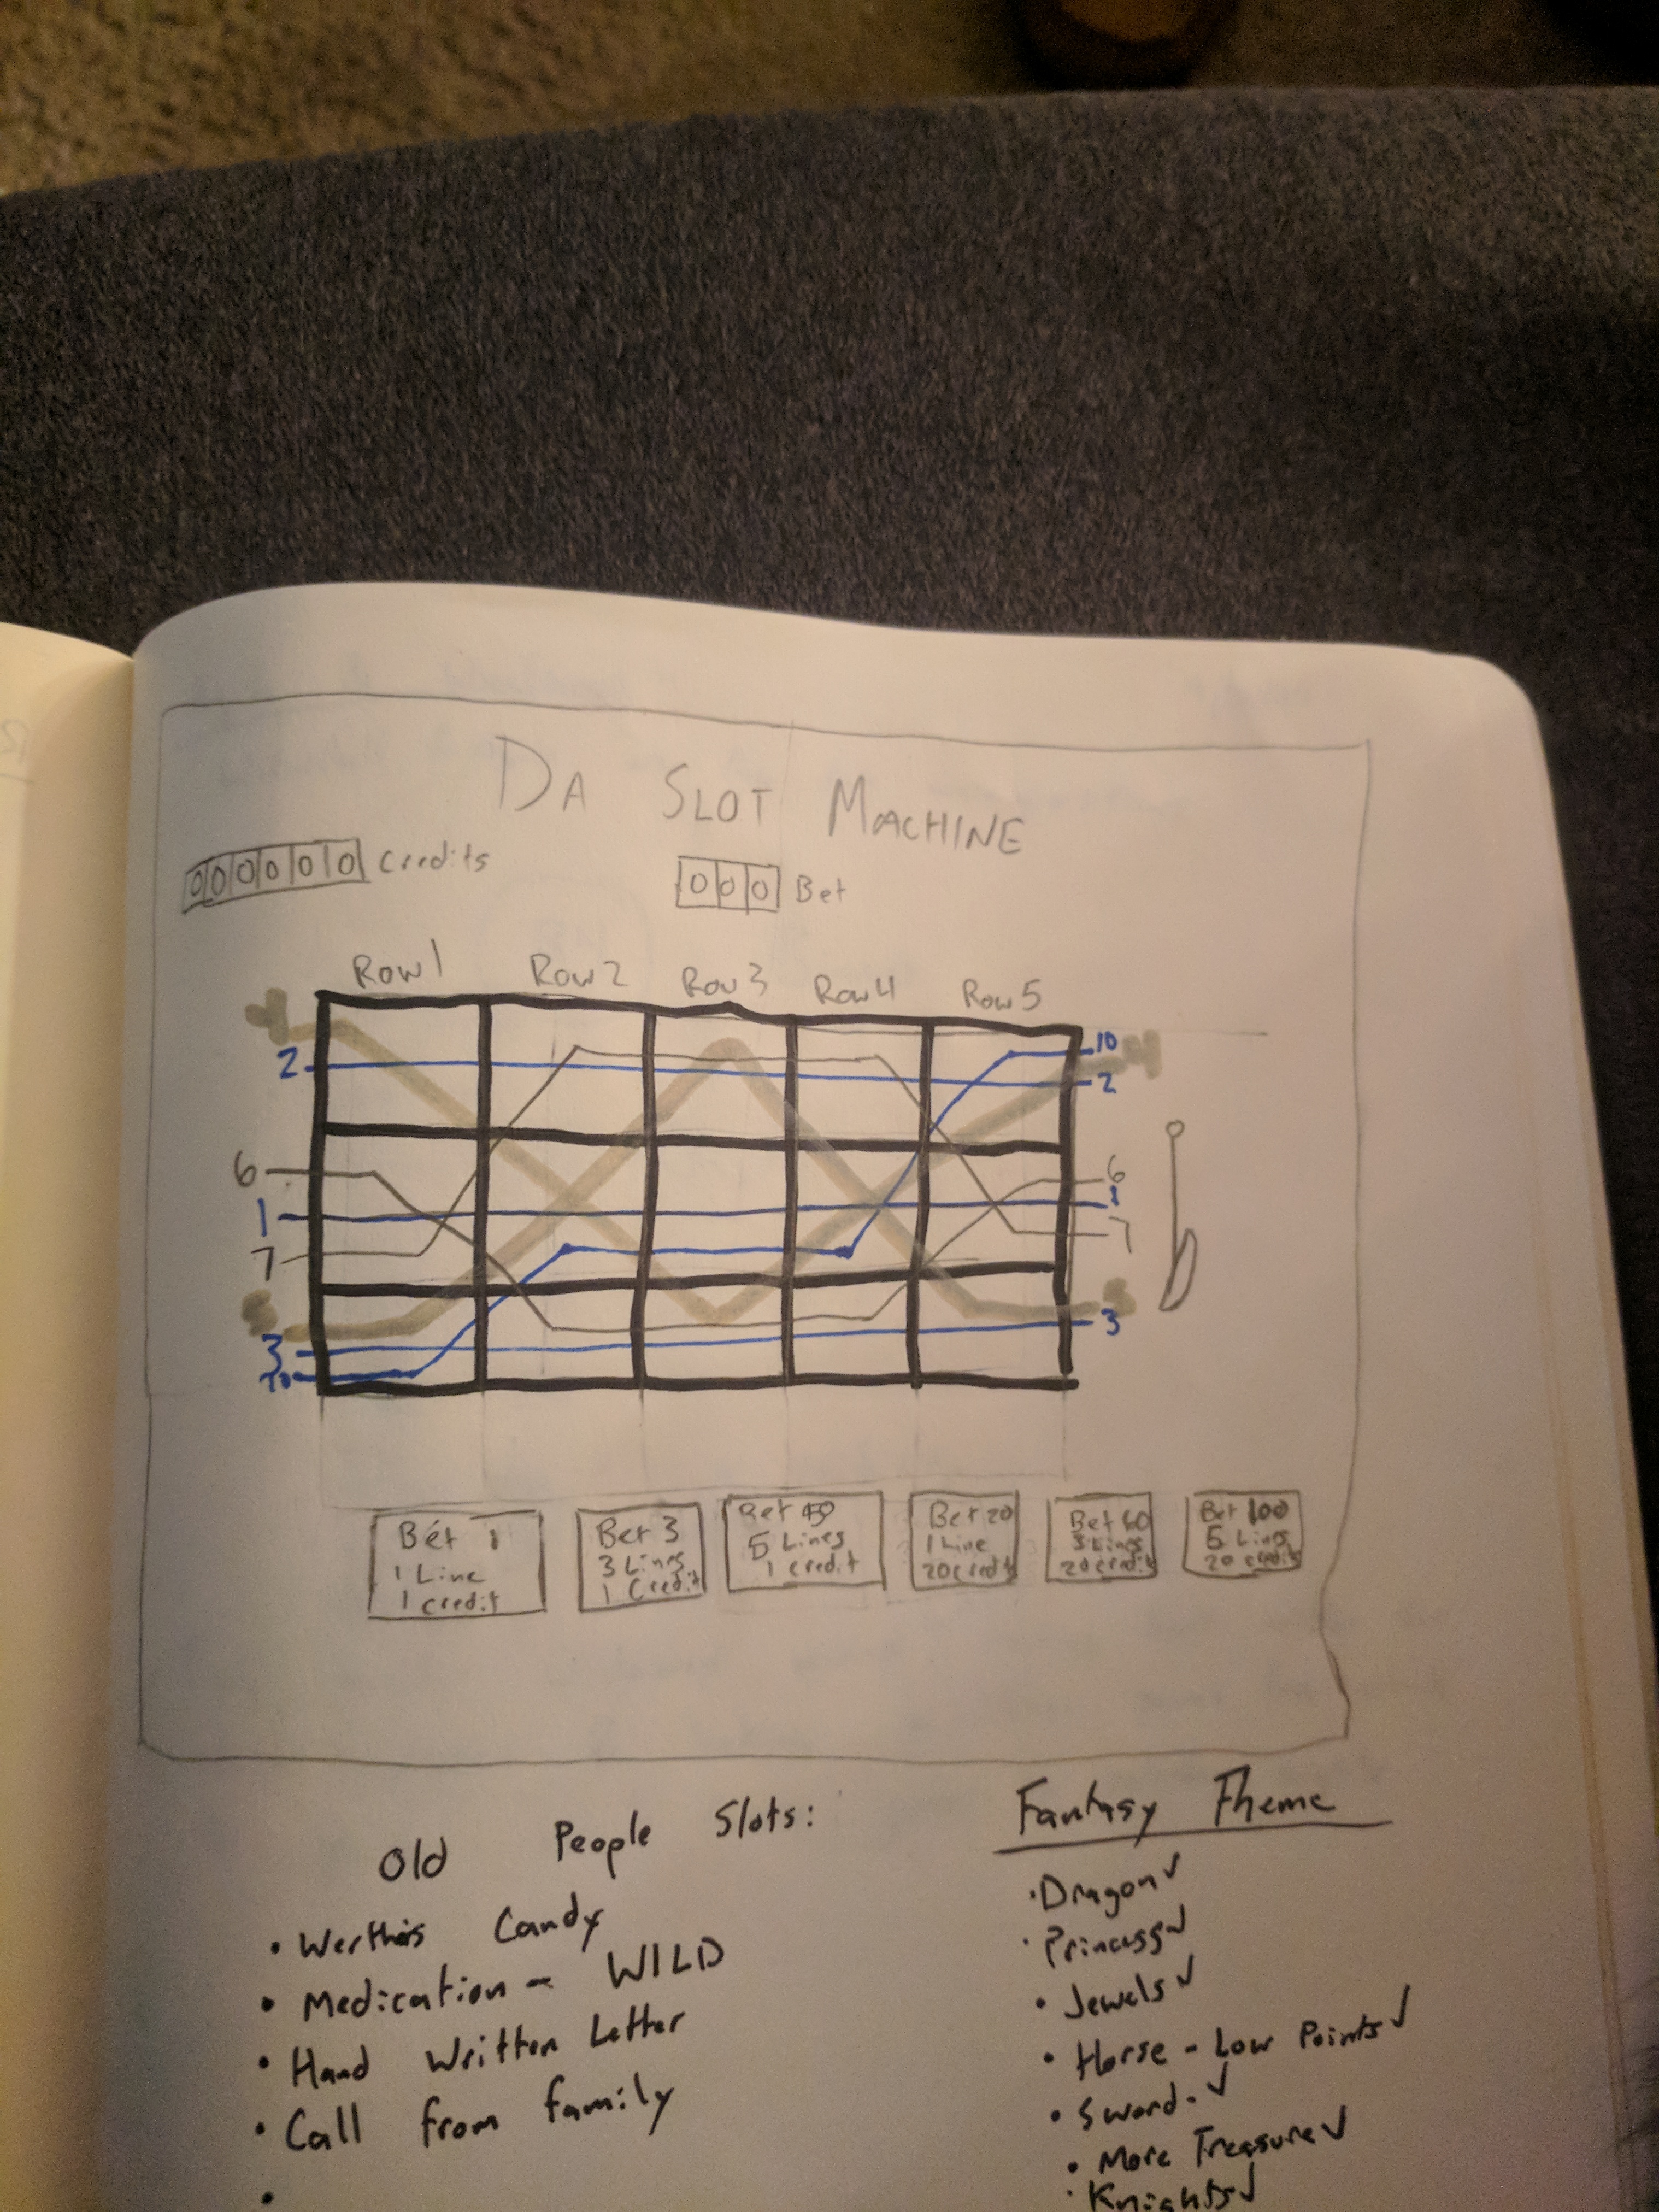 DA SLOT MACHINE
000000 Credits
000 Bet
Row 1 Row 2 Row 3 Row 4 Row 5
4 10
2 4
2
6 6
1 1
7 7
5 5
3 3
10
Bet 1
1 Line
1 credit
Bet 3
3 Lines
1 Credit
Bet
5 Lines
1 credit
Bet 20
1 Line
20 credits
Bet 60
3 Lines
20 credits
Bet 100
5 Lines
20 credits
Old People Slots:
• Werthers Candy
• Medication - WILD
• Hand Written Letter
• Call from family
•
Fantasy Theme
• Dragon ✓
• Princess ✓
• Jewels ✓
• Horse - Low Points ✓
• Sword - ✓
• More Treasure ✓
• Knights ✓